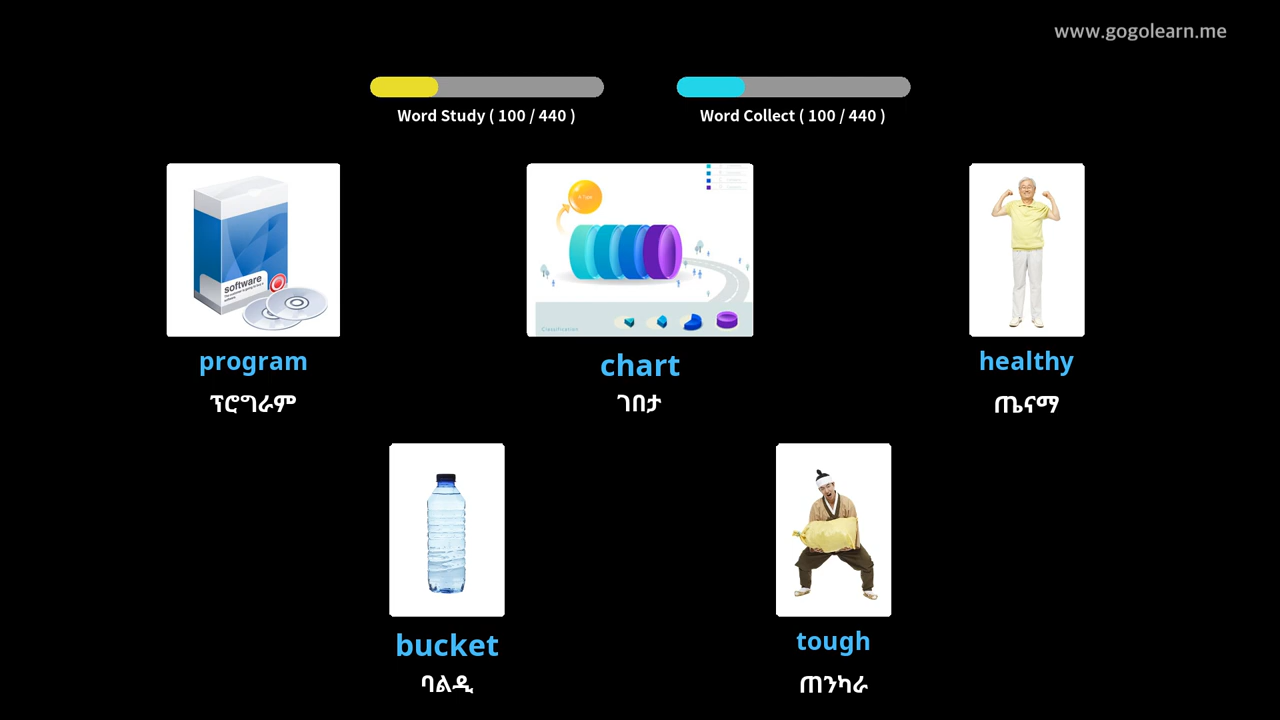 www.gogolearn.me
Word Study ( 100 / 440 )
Word Collect ( 100 / 440 )
software
Classification
program
chart
healthy
ፕሮግራም
ገበታ
ጤናማ
bucket
tough
ባልዲ
ጠንካራ